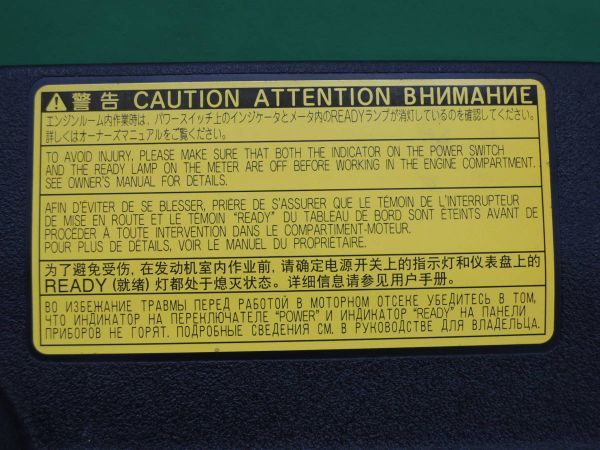 警告 CAUTION ATTENTION ВНИМАНИЕ
エンジンルーム内作業時は、パワースイッチ上のインジケータとメータ内のREADYランプが消灯しているのを確認してください。
詳しくはオーナーズマニュアルをご覧ください。
TO AVOID INJURY, PLEASE MAKE SURE THAT BOTH THE INDICATOR ON THE POWER SWITCH
AND THE READY LAMP ON THE METER ARE OFF BEFORE WORKING IN THE ENGINE COMPARTMENT.
SEE OWNER'S MANUAL FOR DETAILS.
AFIN D'ÉVITER DE SE BLESSER, PRIÈRE DE S'ASSURER QUE LE TÉMOIN DE L'INTERRUPTEUR
DE MISE EN ROUTE ET LE TÉMOIN "READY" DU TABLEAU DE BORD SONT ÉTEINTS AVANT DE
PROCÉDER À TOUTE INTERVENTION DANS LE COMPARTIMENT-MOTEUR.
POUR PLUS DE DÉTAILS, VOIR LE MANUEL DU PROPRIÉTAIRE.
为了避免受伤, 在发动机室内作业前, 请确定电源开关上的指示灯和仪表盘上的
READY (就绪) 灯都处于熄灭状态。详细信息请参见用户手册。
ВО ИЗБЕЖАНИЕ ТРАВМЫ ПЕРЕД РАБОТОЙ В МОТОРНОМ ОТСЕКЕ УБЕДИТЕСЬ В ТОМ,
ЧТО ИНДИКАТОР НА ПЕРЕКЛЮЧАТЕЛЕ "POWER" И ИНДИКАТОР "READY" НА ПАНЕЛИ
ПРИБОРОВ НЕ ГОРЯТ. ПОДРОБНЫЕ СВЕДЕНИЯ СМ. В РУКОВОДСТВЕ ДЛЯ ВЛАДЕЛЬЦА.